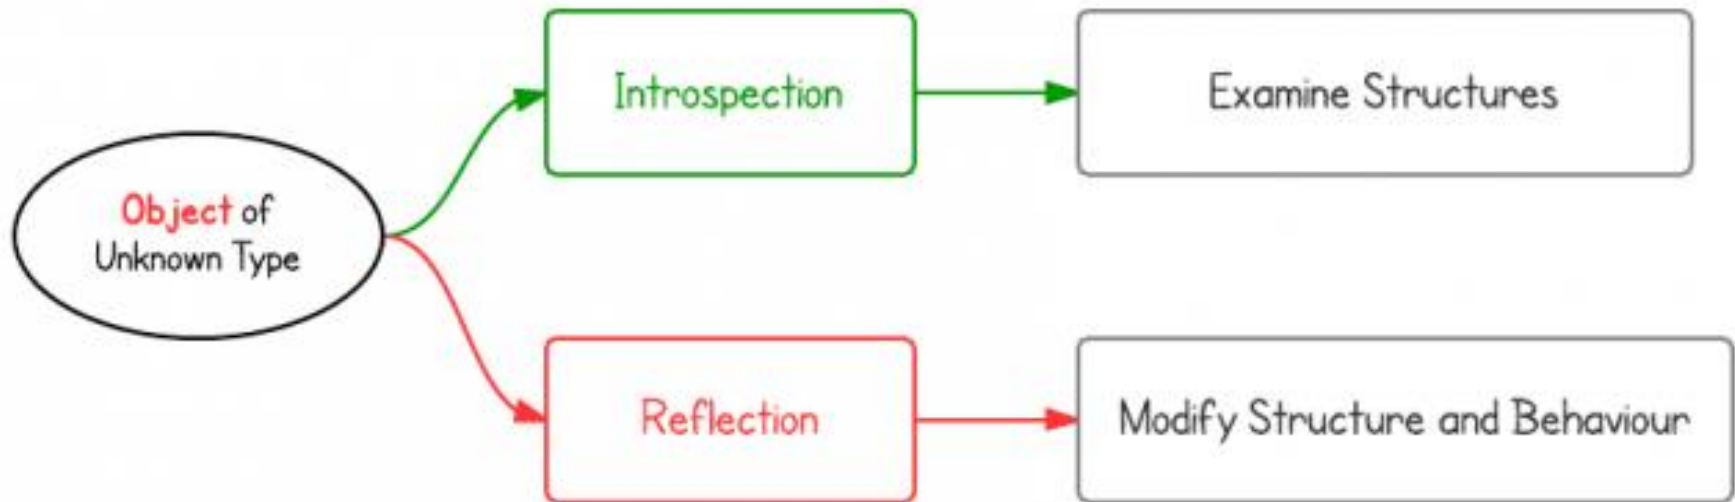 Introspection
Examine Structures
Object of
Unknown Type
Reflection
Modify Structure and Behaviour